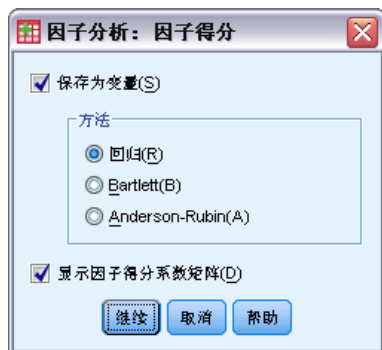 因子分析：因子得分
保存为变量(S)
方法
回归(R)
Bartlett(B)
Anderson-Rubin(A)
显示因子得分系数矩阵(D)
继续 取消 帮助